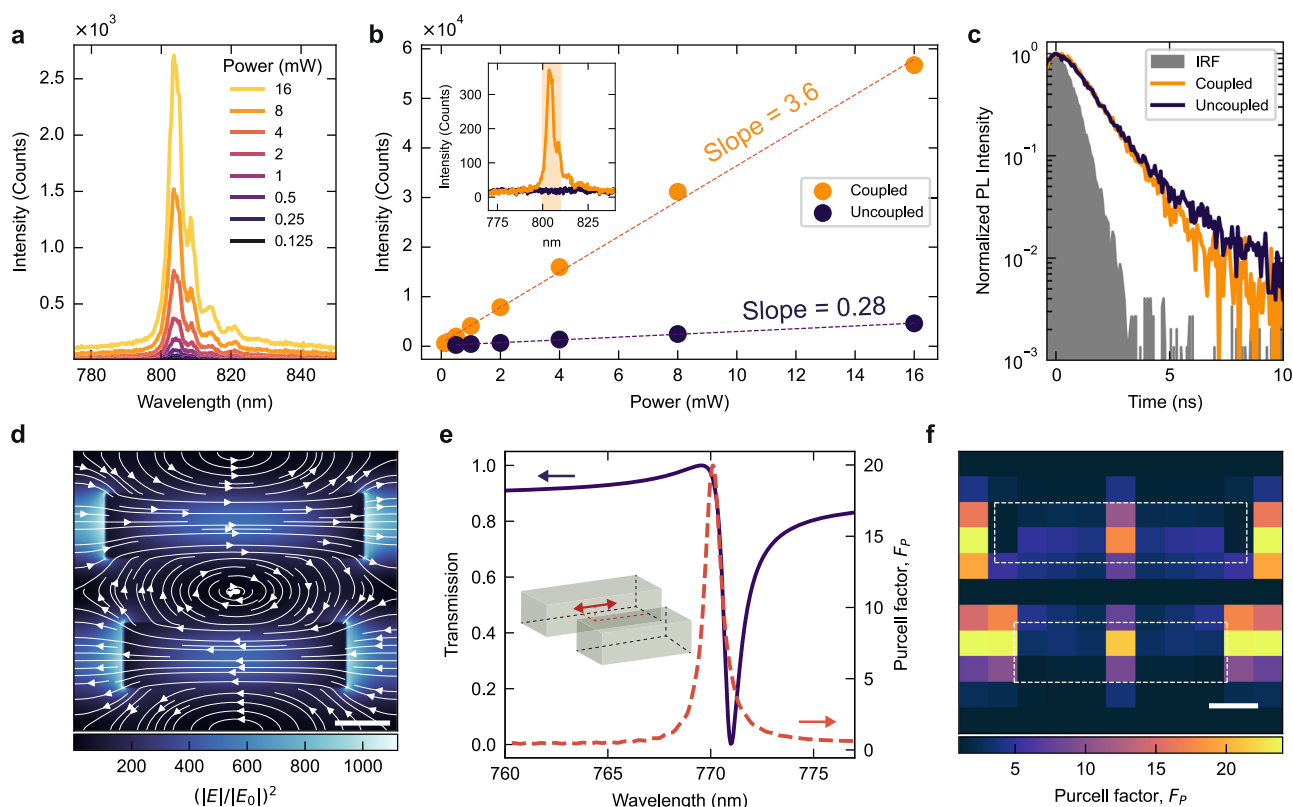 a
×10³
2.5
2.0
1.5
1.0
0.5
Intensity (Counts)
780
800
820
840
Wavelength (nm)
Power (mW)
16
8
4
2
1
0.5
0.25
0.125
b
×10⁴
6
5
4
3
2
1
0
Intensity (Counts)
0
2
4
6
8
10
12
14
16
Power (mW)
Slope = 3.6
Slope = 0.28
Coupled
Uncoupled
300
200
100
0
Intensity (Counts)
775
800
825
nm
c
10⁰
10⁻¹
10⁻²
10⁻³
Normalized PL Intensity
0
5
10
Time (ns)
IRF
Coupled
Uncoupled
d
200
400
600
800
1000
(|E|/|E₀|)²
e
1.0
0.8
0.6
0.4
0.2
0.0
Transmission
760
765
770
775
Wavelength (nm)
20
15
10
5
0
Purcell factor, F_P
f
5
10
15
20
Purcell factor, F_P